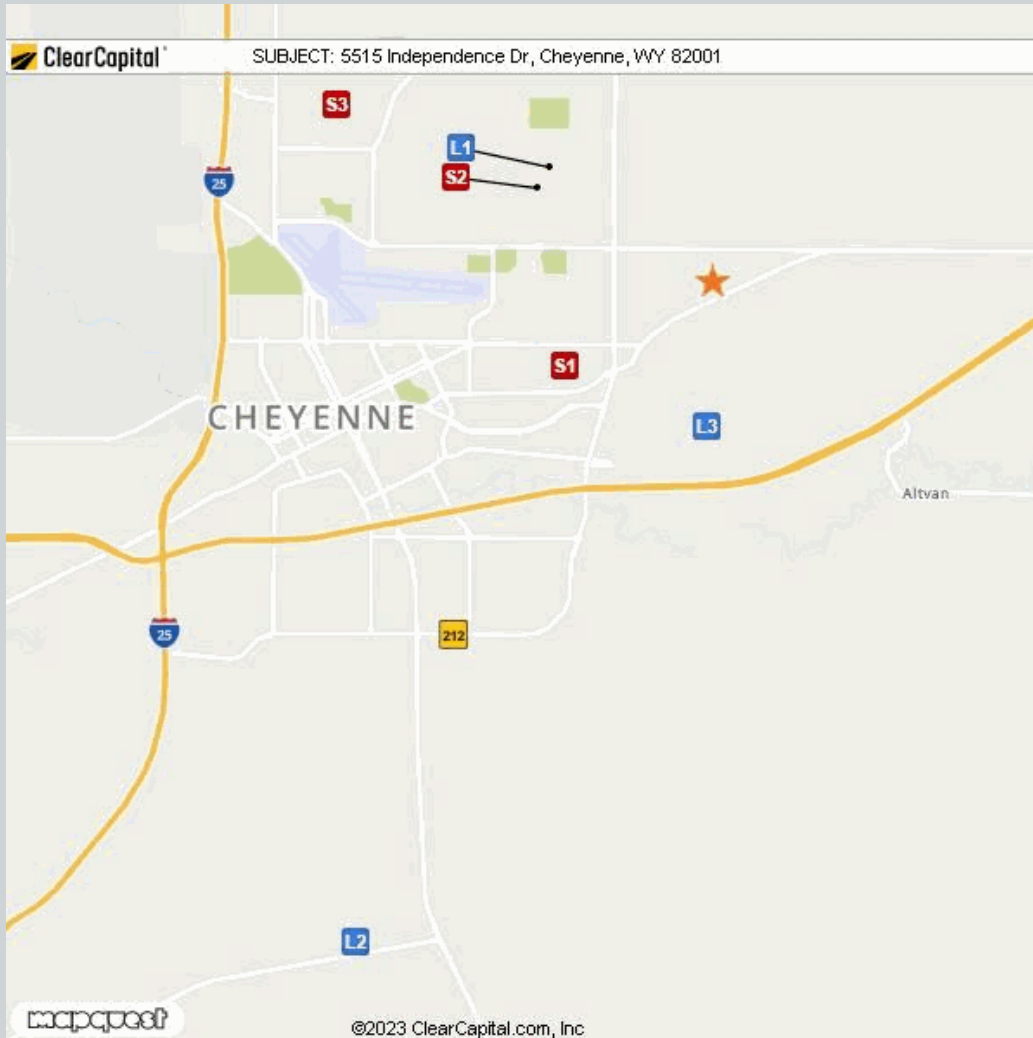 ClearCapital
SUBJECT: 5515 Independence Dr, Cheyenne, WY 82001
S3
L1
S2
25
S1
CHEYENNE
L3
Altvan
25
212
L2
mapquest
©2023 ClearCapital.com, Inc